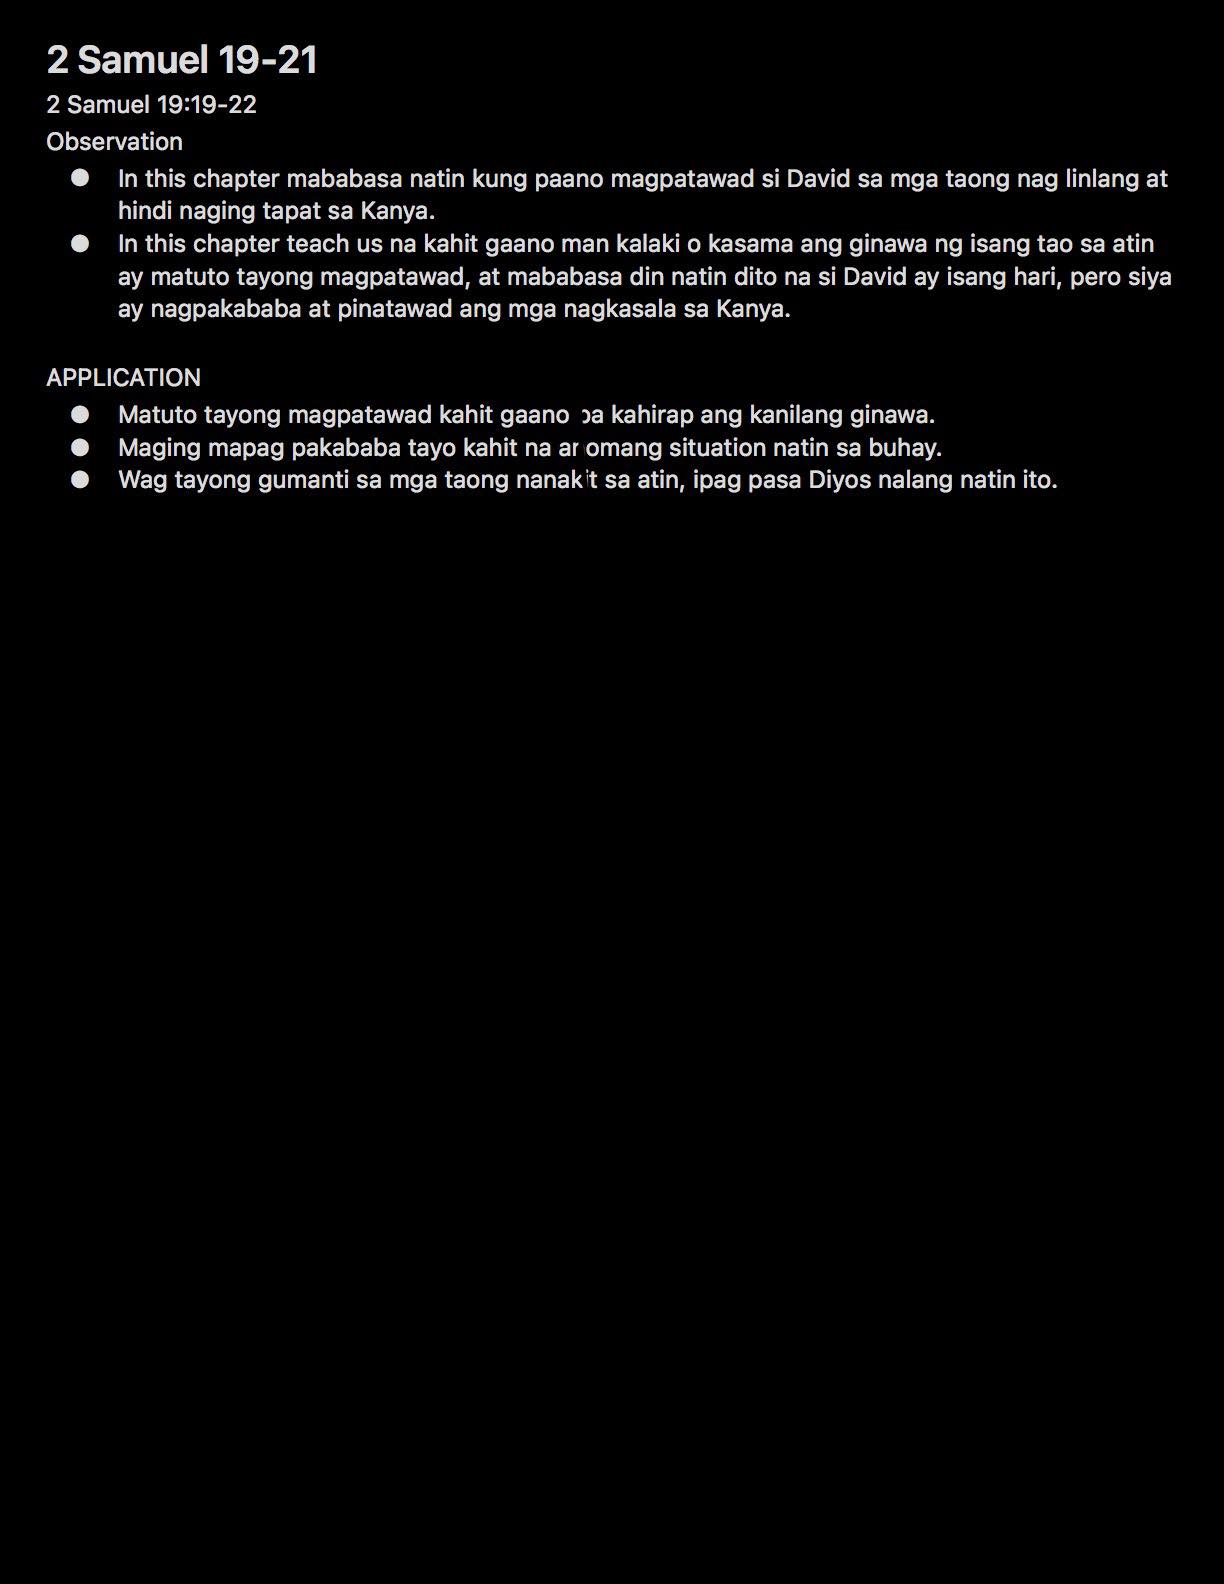 2 Samuel 19-21
2 Samuel 19:19-22
Observation
● In this chapter mababasa natin kung paano magpatawad si David sa mga taong nag linlang at
hindi naging tapat sa Kanya.
● In this chapter teach us na kahit gaano man kalaki o kasama ang ginawa ng isang tao sa atin
ay matuto tayong magpatawad, at mababasa din natin dito na si David ay isang hari, pero siya
ay nagpakababa at pinatawad ang mga nagkasala sa Kanya.
APPLICATION
● Matuto tayong magpatawad kahit gaano pa kahirap ang kanilang ginawa.
● Maging mapag pakababa tayo kahit na anomang situation natin sa buhay.
● Wag tayong gumanti sa mga taong nanakit sa atin, ipag pasa Diyos nalang natin ito.